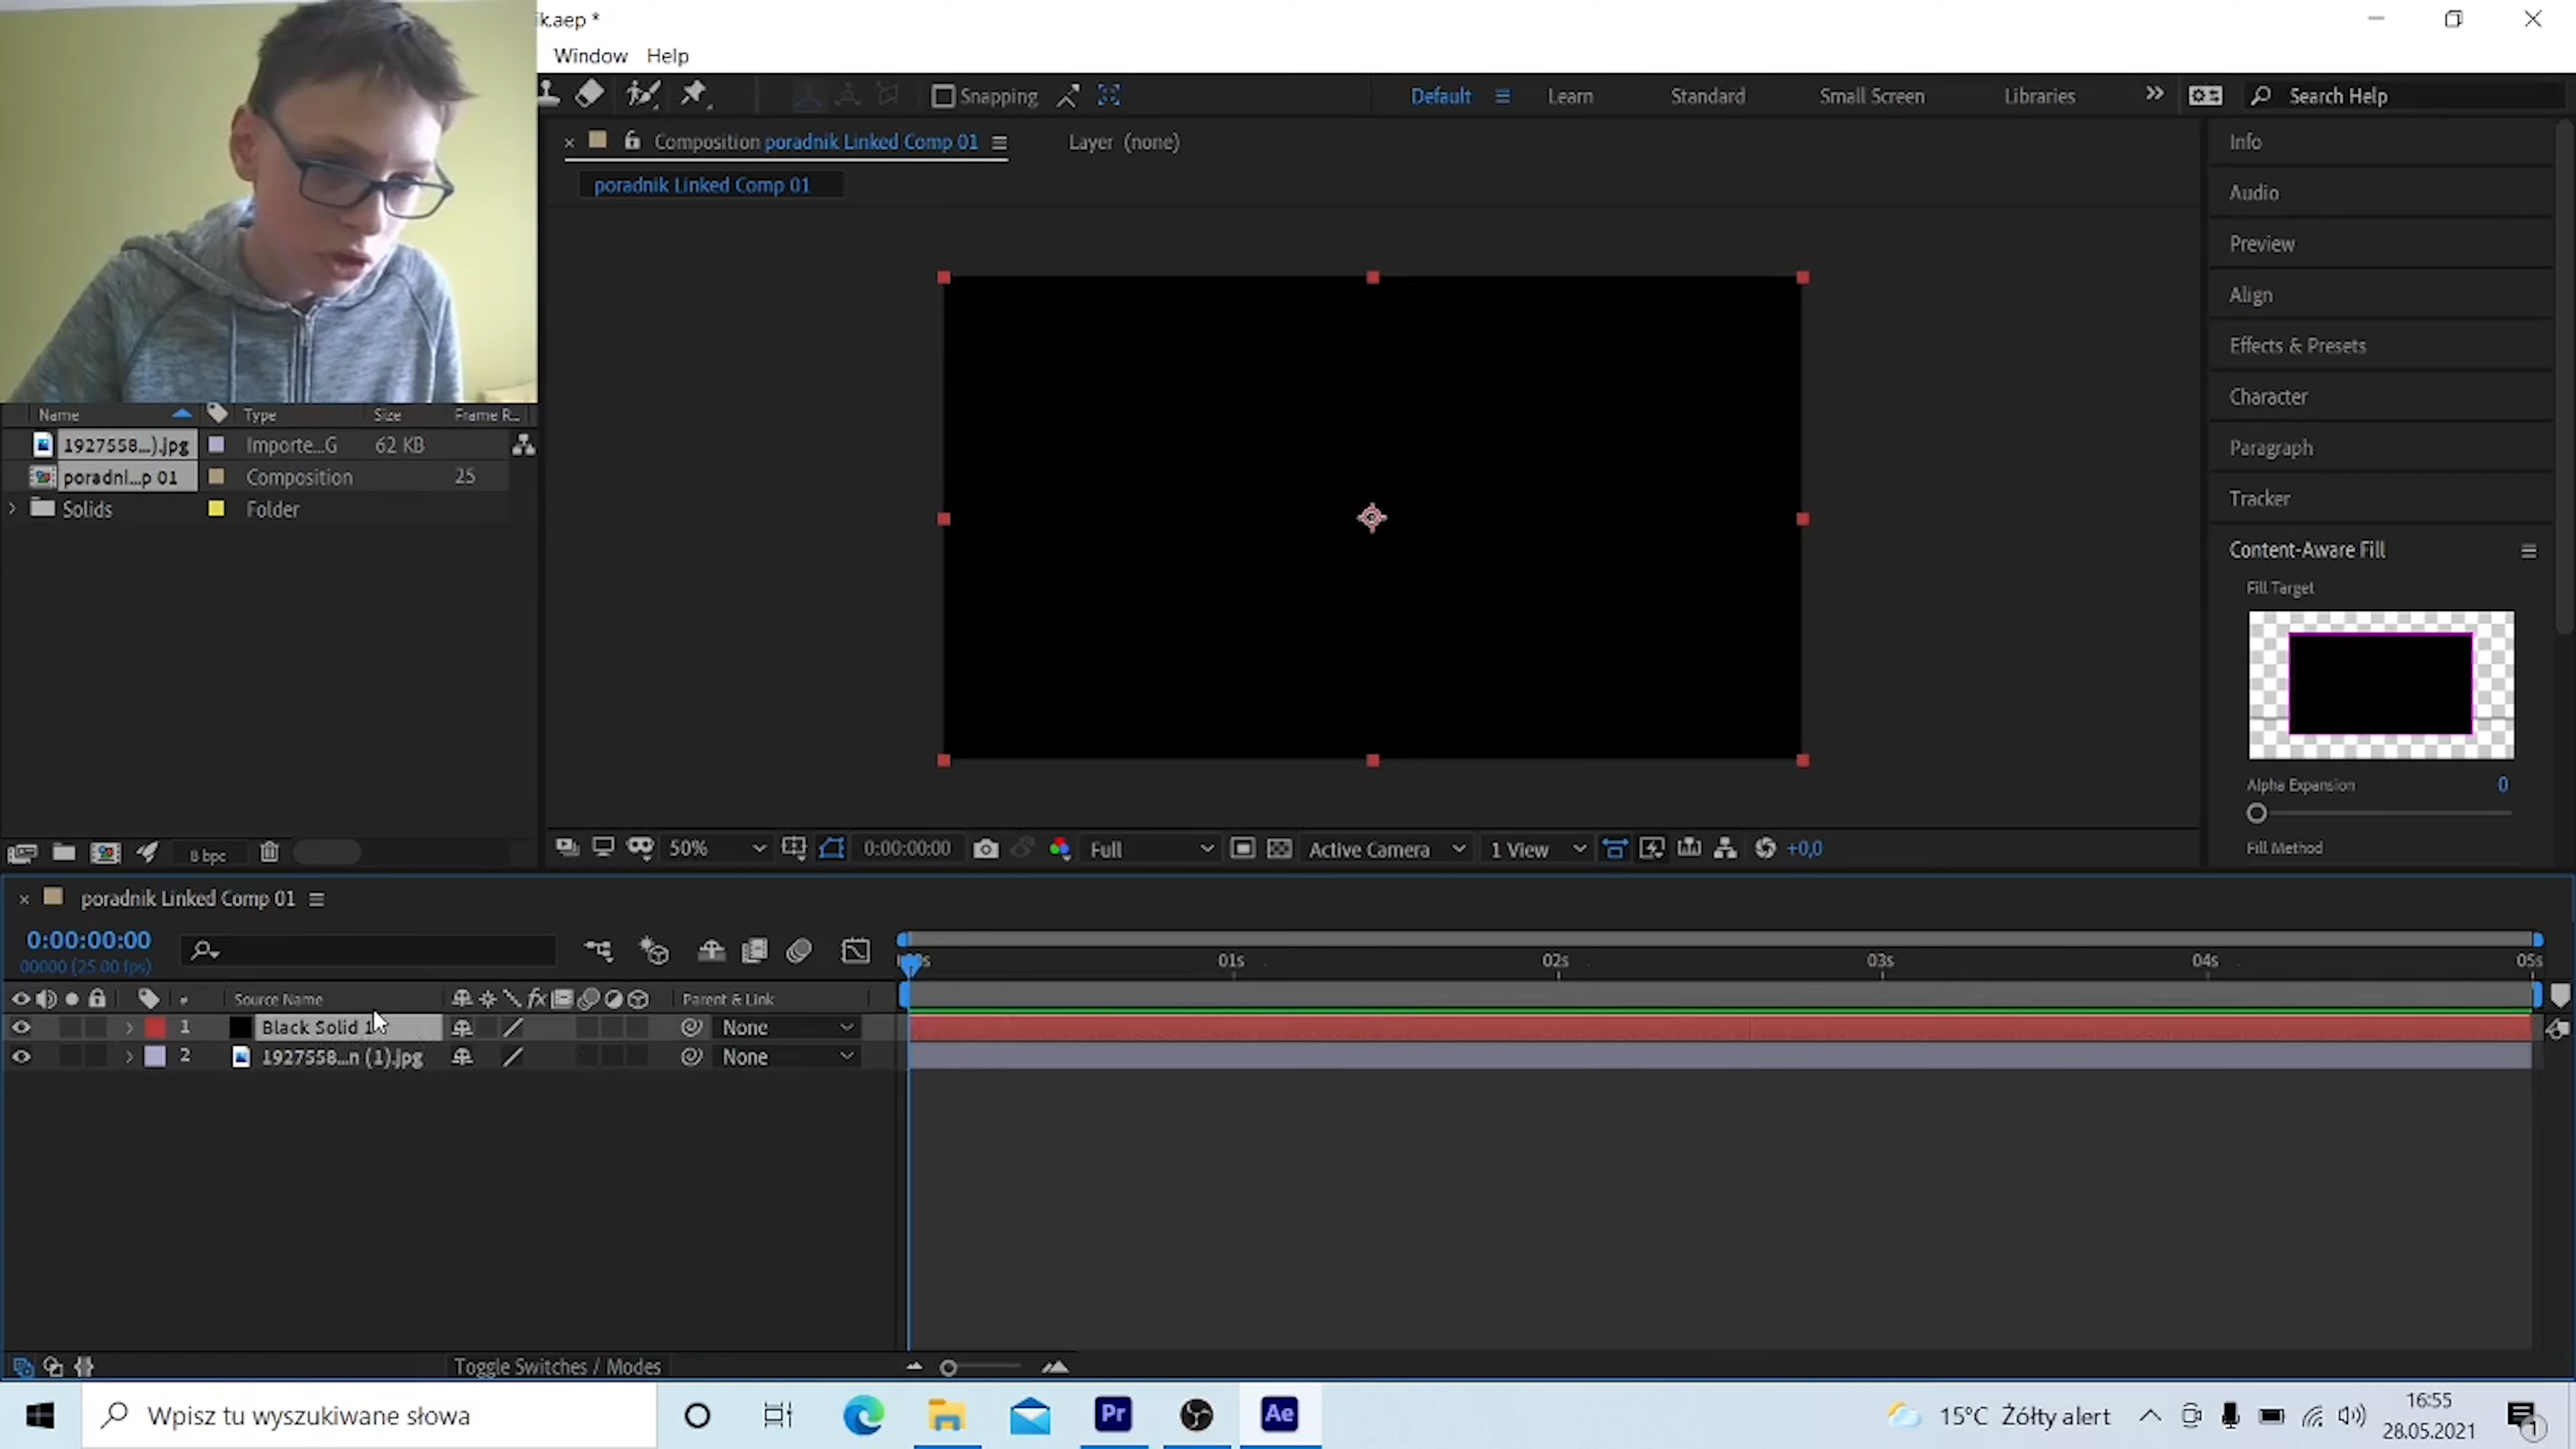 ik.aep *
Window Help
Snapping
Default Learn Standard Small Screen Libraries Search Help
Composition poradnik Linked Comp 01 Layer (none)
poradnik Linked Comp 01
Info
Audio
Preview
Align
Effects & Presets
Character
Paragraph
Tracker
Content-Aware Fill
Fill Target
Alpha Expansion 0
Fill Method
Name Type Size Frame R...
1927558...).jpg Importe...G 62 KB
poradni...p 01 Composition 25
Solids Folder
8 bpc
50% 0:00:00:00 Full Active Camera 1 View +0,0
poradnik Linked Comp 01
0:00:00:00
00000 (25.00 fps)
01s 02s 03s 04s 05s
# Source Name fx Parent & Link
1 Black Solid 1 None
2 1927558...n (1).jpg None
Toggle Switches / Modes
Wpisz tu wyszukiwane słowa
Pr
Ae
15°C Żółty alert
16:55
28.05.2021
1